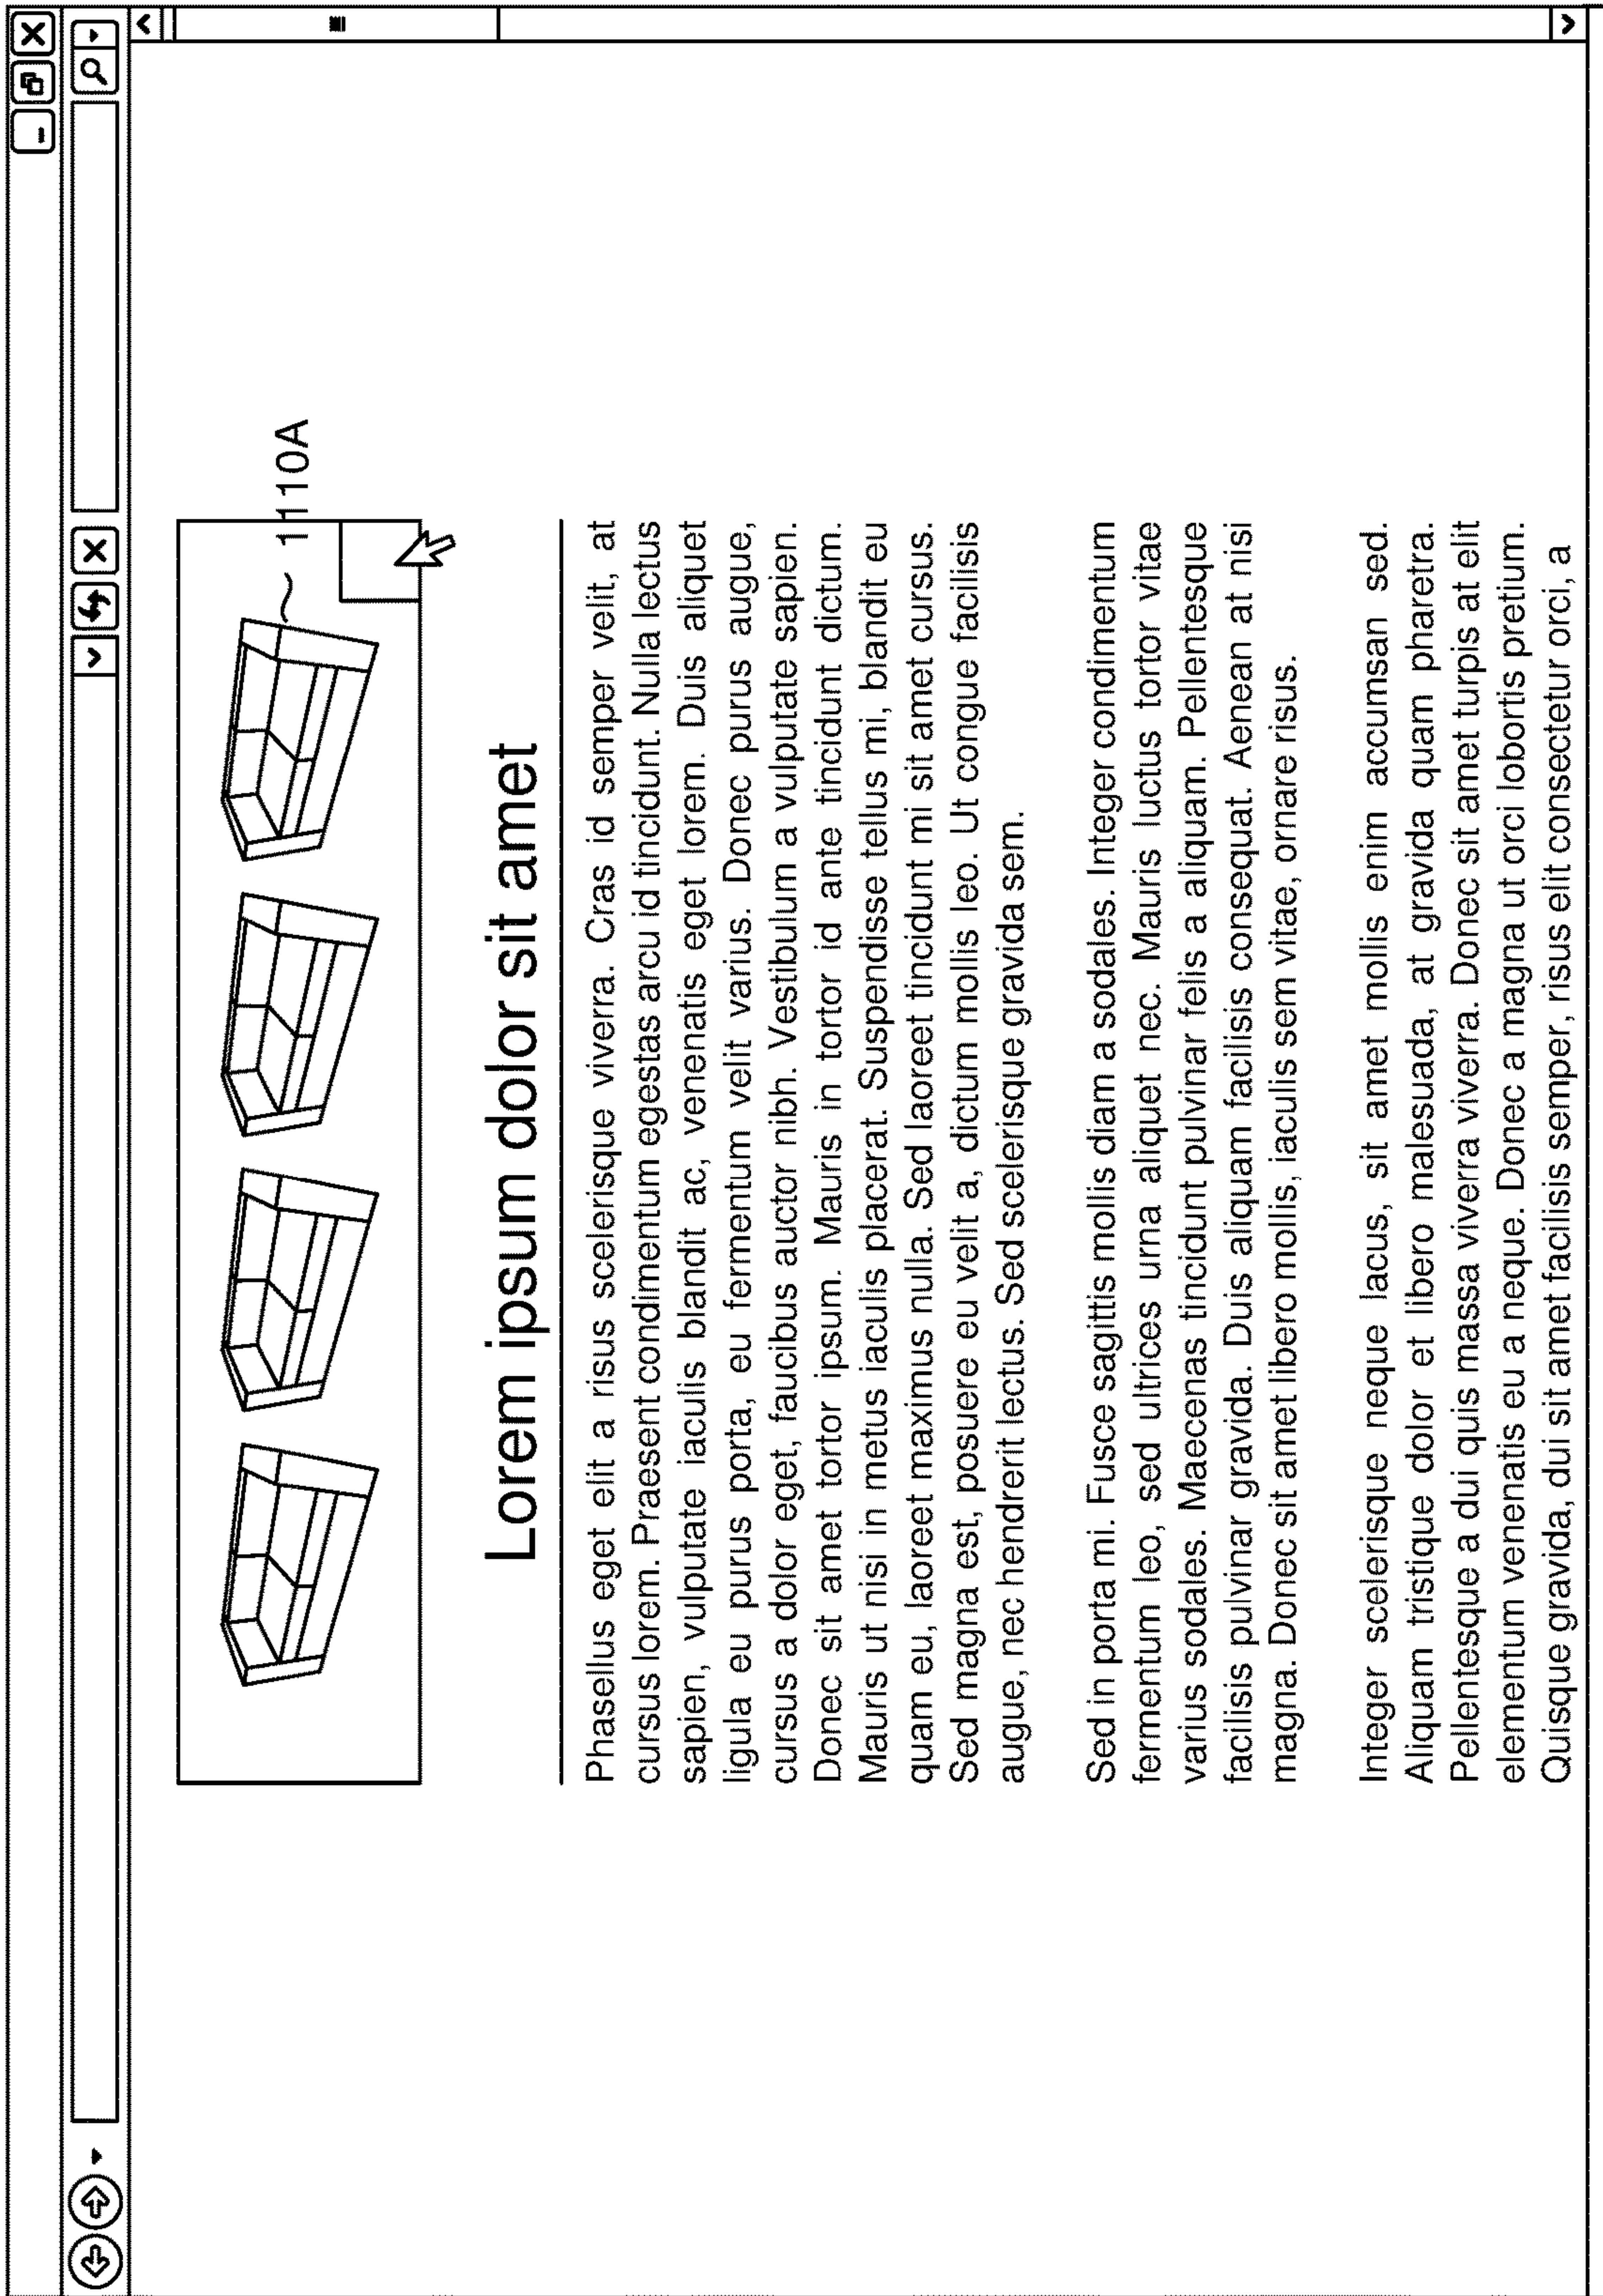 1110A
Lorem ipsum dolor sit amet
Phasellus eget elit a risus scelerisque viverra. Cras id semper velit, at
cursus lorem. Praesent condimentum egestas arcu id tincidunt. Nulla lectus
sapien, vulputate iaculis blandit ac, venenatis eget lorem. Duis aliquet
ligula eu purus porta, eu fermentum velit varius. Donec purus augue,
cursus a dolor eget, faucibus auctor nibh. Vestibulum a vulputate sapien.
Donec sit amet tortor ipsum. Mauris in tortor id ante tincidunt dictum.
Mauris ut nisi in metus iaculis placerat. Suspendisse tellus mi, blandit eu
quam eu, laoreet maximus nulla. Sed laoreet tincidunt mi sit amet cursus.
Sed magna est, posuere eu velit a, dictum mollis leo. Ut congue facilisis
augue, nec hendrerit lectus. Sed scelerisque gravida sem.
Sed in porta mi. Fusce sagittis mollis diam a sodales. Integer condimentum
fermentum leo, sed ultrices urna aliquet nec. Mauris luctus tortor vitae
varius sodales. Maecenas tincidunt pulvinar felis a aliquam. Pellentesque
facilisis pulvinar gravida. Duis aliquam facilisis consequat. Aenean at nisi
magna. Donec sit amet libero mollis, iaculis sem vitae, ornare risus.
Integer scelerisque neque lacus, sit amet mollis enim accumsan sed.
Aliquam tristique dolor et libero malesuada, at gravida quam pharetra.
Pellentesque a dui quis massa viverra viverra. Donec sit amet turpis at elit
elementum venenatis eu a neque. Donec a magna ut orci lobortis pretium.
Quisque gravida, dui sit amet facilisis semper, risus elit consectetur orci, a